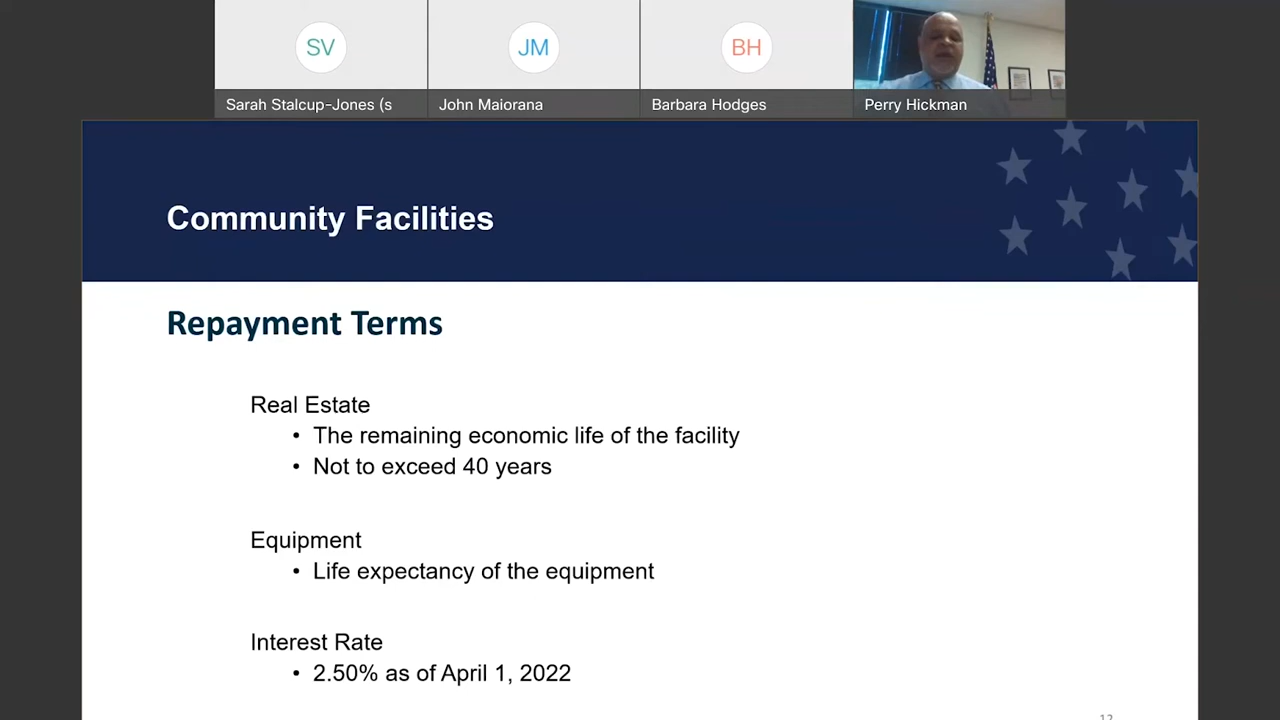 SV
JM
BH
Sarah Stalcup-Jones (s
John Maiorana
Barbara Hodges
Perry Hickman
Community Facilities
Repayment Terms
Real Estate
• The remaining economic life of the facility
• Not to exceed 40 years
Equipment
• Life expectancy of the equipment
Interest Rate
• 2.50% as of April 1, 2022
12